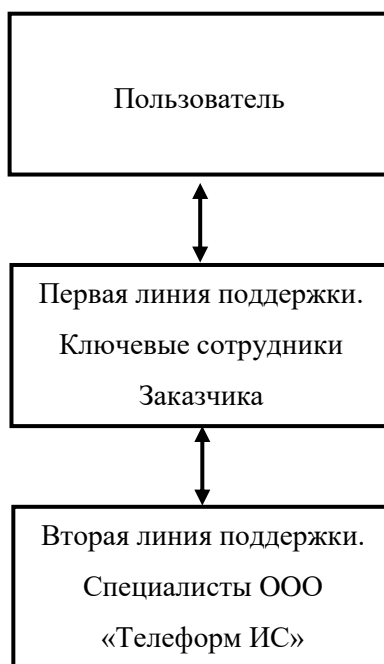 Пользователь
Первая линия поддержки.
Ключевые сотрудники
Заказчика
Вторая линия поддержки.
Специалисты ООО
«Телеформ ИС»